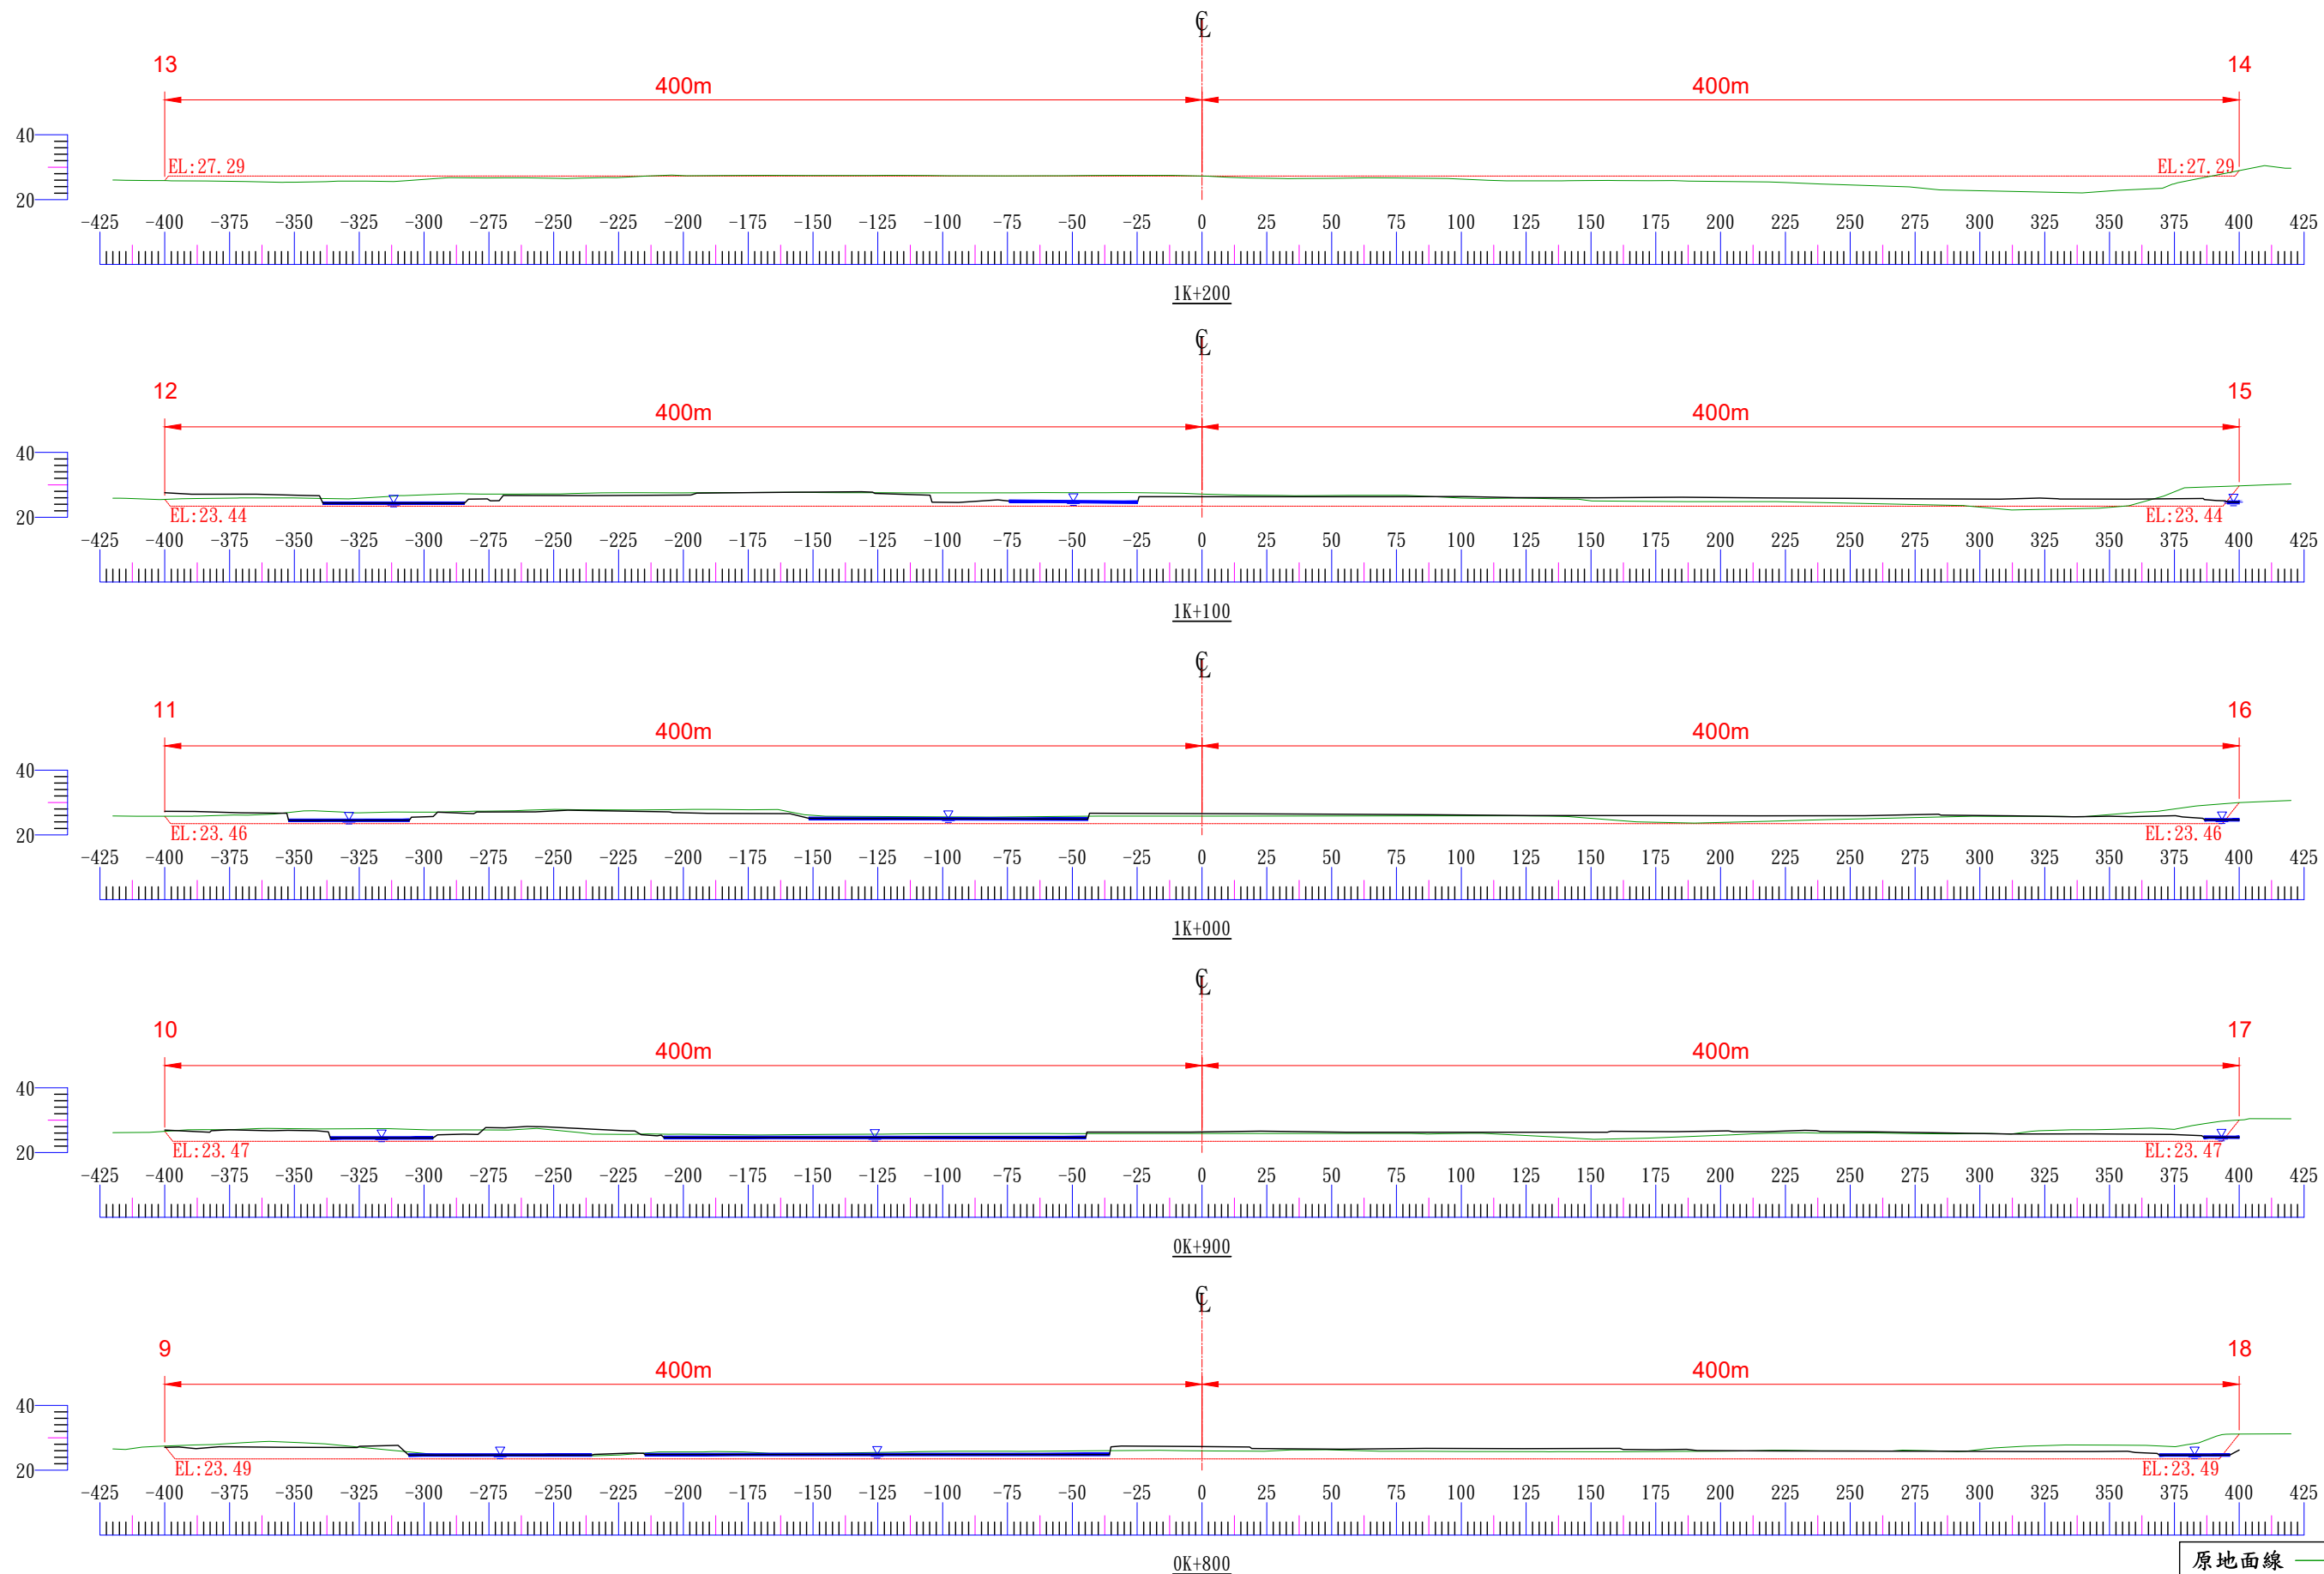 ℄
13 14
400m 400m
40
EL:27.29 EL:27.29
20
-425 -400 -375 -350 -325 -300 -275 -250 -225 -200 -175 -150 -125 -100 -75 -50 -25 0 25 50 75 100 125 150 175 200 225 250 275 300 325 350 375 400 425
1K+200
℄
12 15
400m 400m
40
20
EL:23.44 EL:23.44
-425 -400 -375 -350 -325 -300 -275 -250 -225 -200 -175 -150 -125 -100 -75 -50 -25 0 25 50 75 100 125 150 175 200 225 250 275 300 325 350 375 400 425
1K+100
℄
11 16
400m 400m
40
20
EL:23.46 EL:23.46
-425 -400 -375 -350 -325 -300 -275 -250 -225 -200 -175 -150 -125 -100 -75 -50 -25 0 25 50 75 100 125 150 175 200 225 250 275 300 325 350 375 400 425
1K+000
℄
10 17
400m 400m
40
20
EL:23.47 EL:23.47
-425 -400 -375 -350 -325 -300 -275 -250 -225 -200 -175 -150 -125 -100 -75 -50 -25 0 25 50 75 100 125 150 175 200 225 250 275 300 325 350 375 400 425
0K+900
℄
9 18
400m 400m
40
20
EL:23.49 EL:23.49
-425 -400 -375 -350 -325 -300 -275 -250 -225 -200 -175 -150 -125 -100 -75 -50 -25 0 25 50 75 100 125 150 175 200 225 250 275 300 325 350 375 400 425
0K+800
原地面線